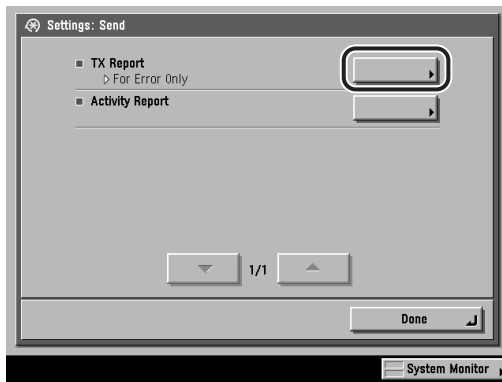 Settings: Send
TX Report
For Error Only
Activity Report
1/1
Done
System Monitor